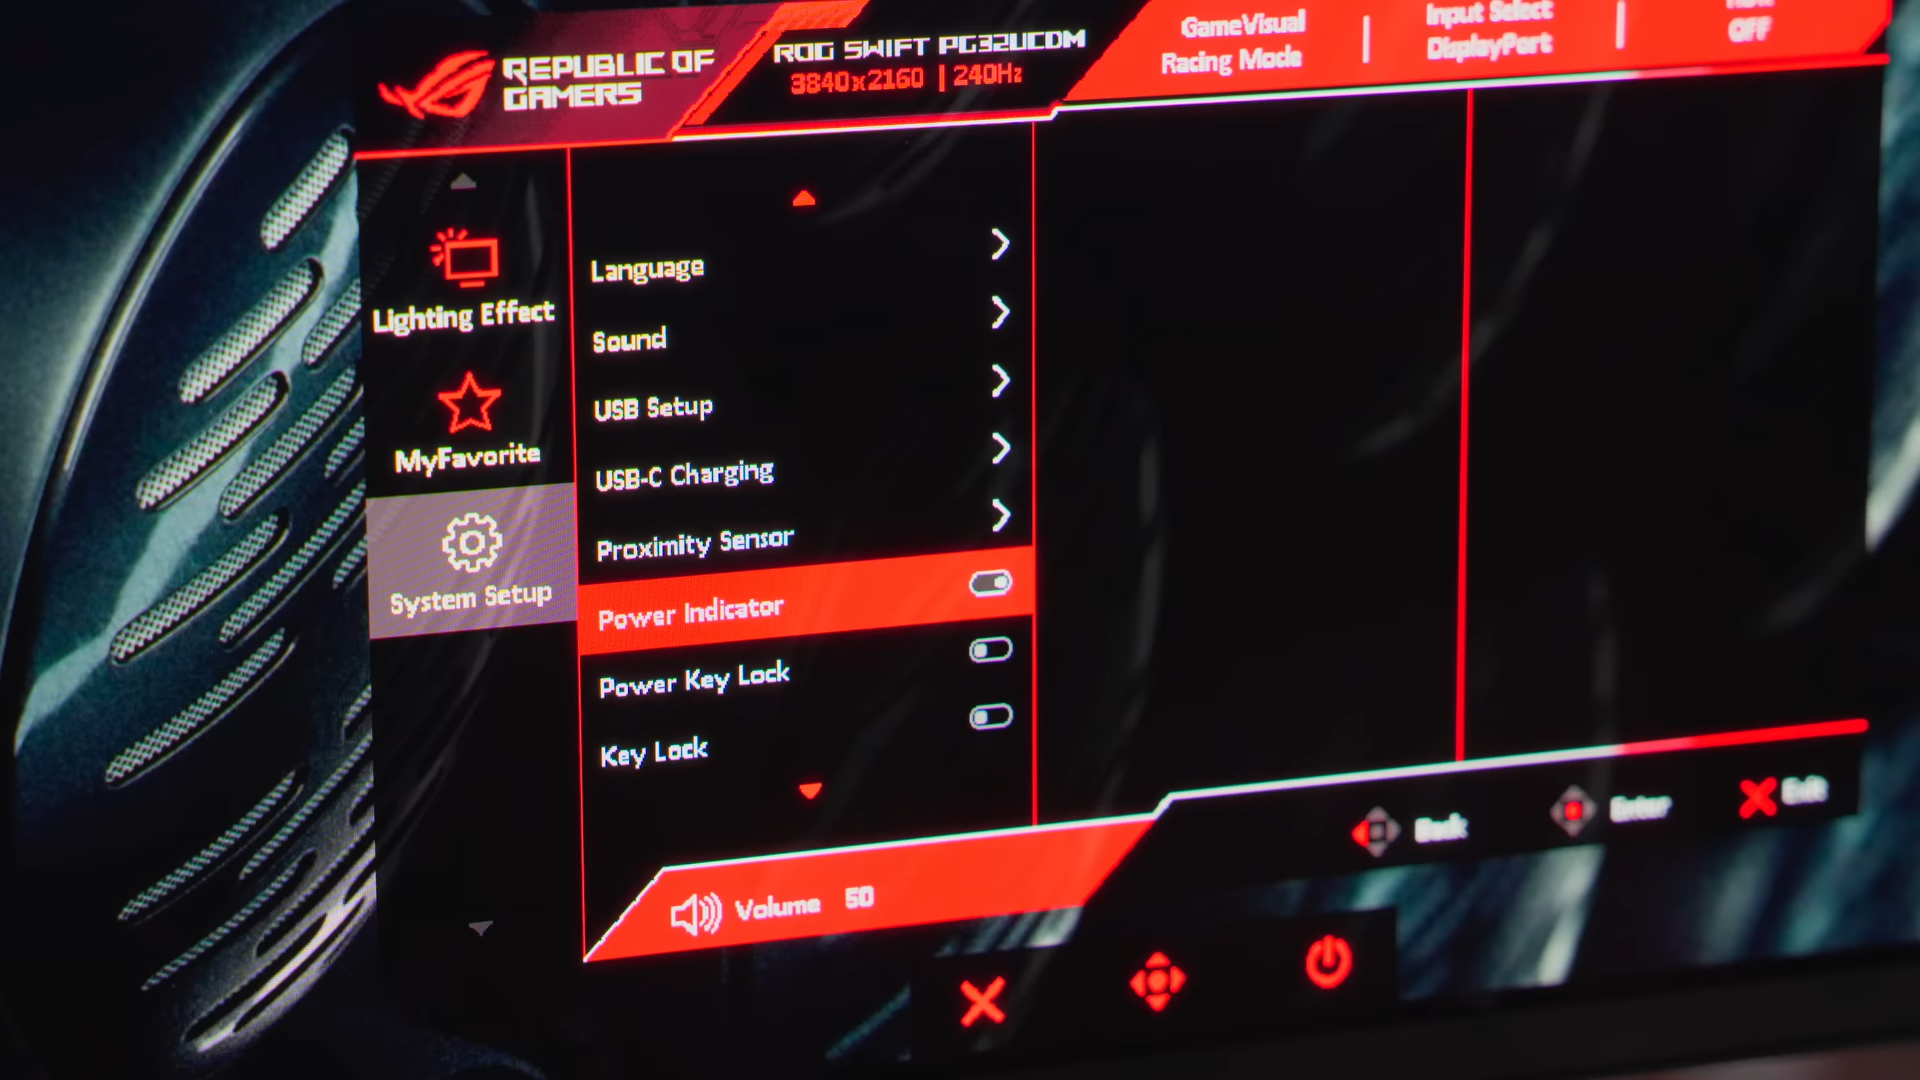 REPUBLIC OF
GAMERS
ROG SWIFT PG32UCDM
3840x2160 | 240Hz
GameVisual
Racing Mode
Input Select
DisplayPort
OFF
Lighting Effect
MyFavorite
System Setup
Language
Sound
USB Setup
USB-C Charging
Proximity Sensor
Power Indicator
Power Key Lock
Key Lock
Volume 50
Back
Enter
Exit